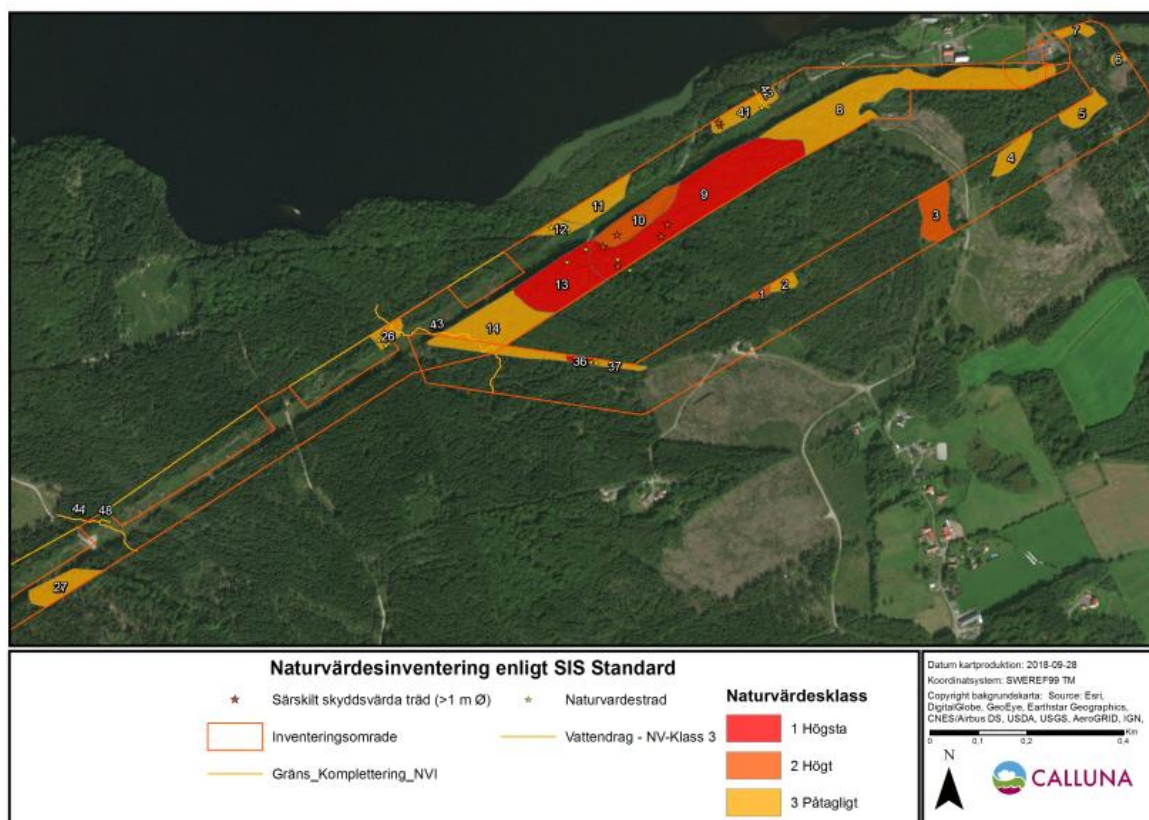 7
6
42
41
8
5
4
11
9
3
10
12
13
1
2
14
43
26
36
37
44
48
27
Naturvärdesinventering enligt SIS Standard
Särskilt skyddsvärda träd (>1 m Ø)
Naturvardestrad
Inventeringsomrade
Vattendrag - NV-Klass 3
Gräns_Komplettering_NVI
Naturvärdesklass
1 Högsta
2 Högt
3 Påtagligt
Datum kartproduktion: 2018-09-28
Koordinatsystem: SWEREF99 TM
Copyright bakgrundskarta: Source: Esri,
DigitalGlobe, GeoEye, Earthstar Geographics,
CNES/Airbus DS, USDA, USGS, AeroGRID, IGN,
Km
0 0,1 0,2 0,4
N
CALLUNA